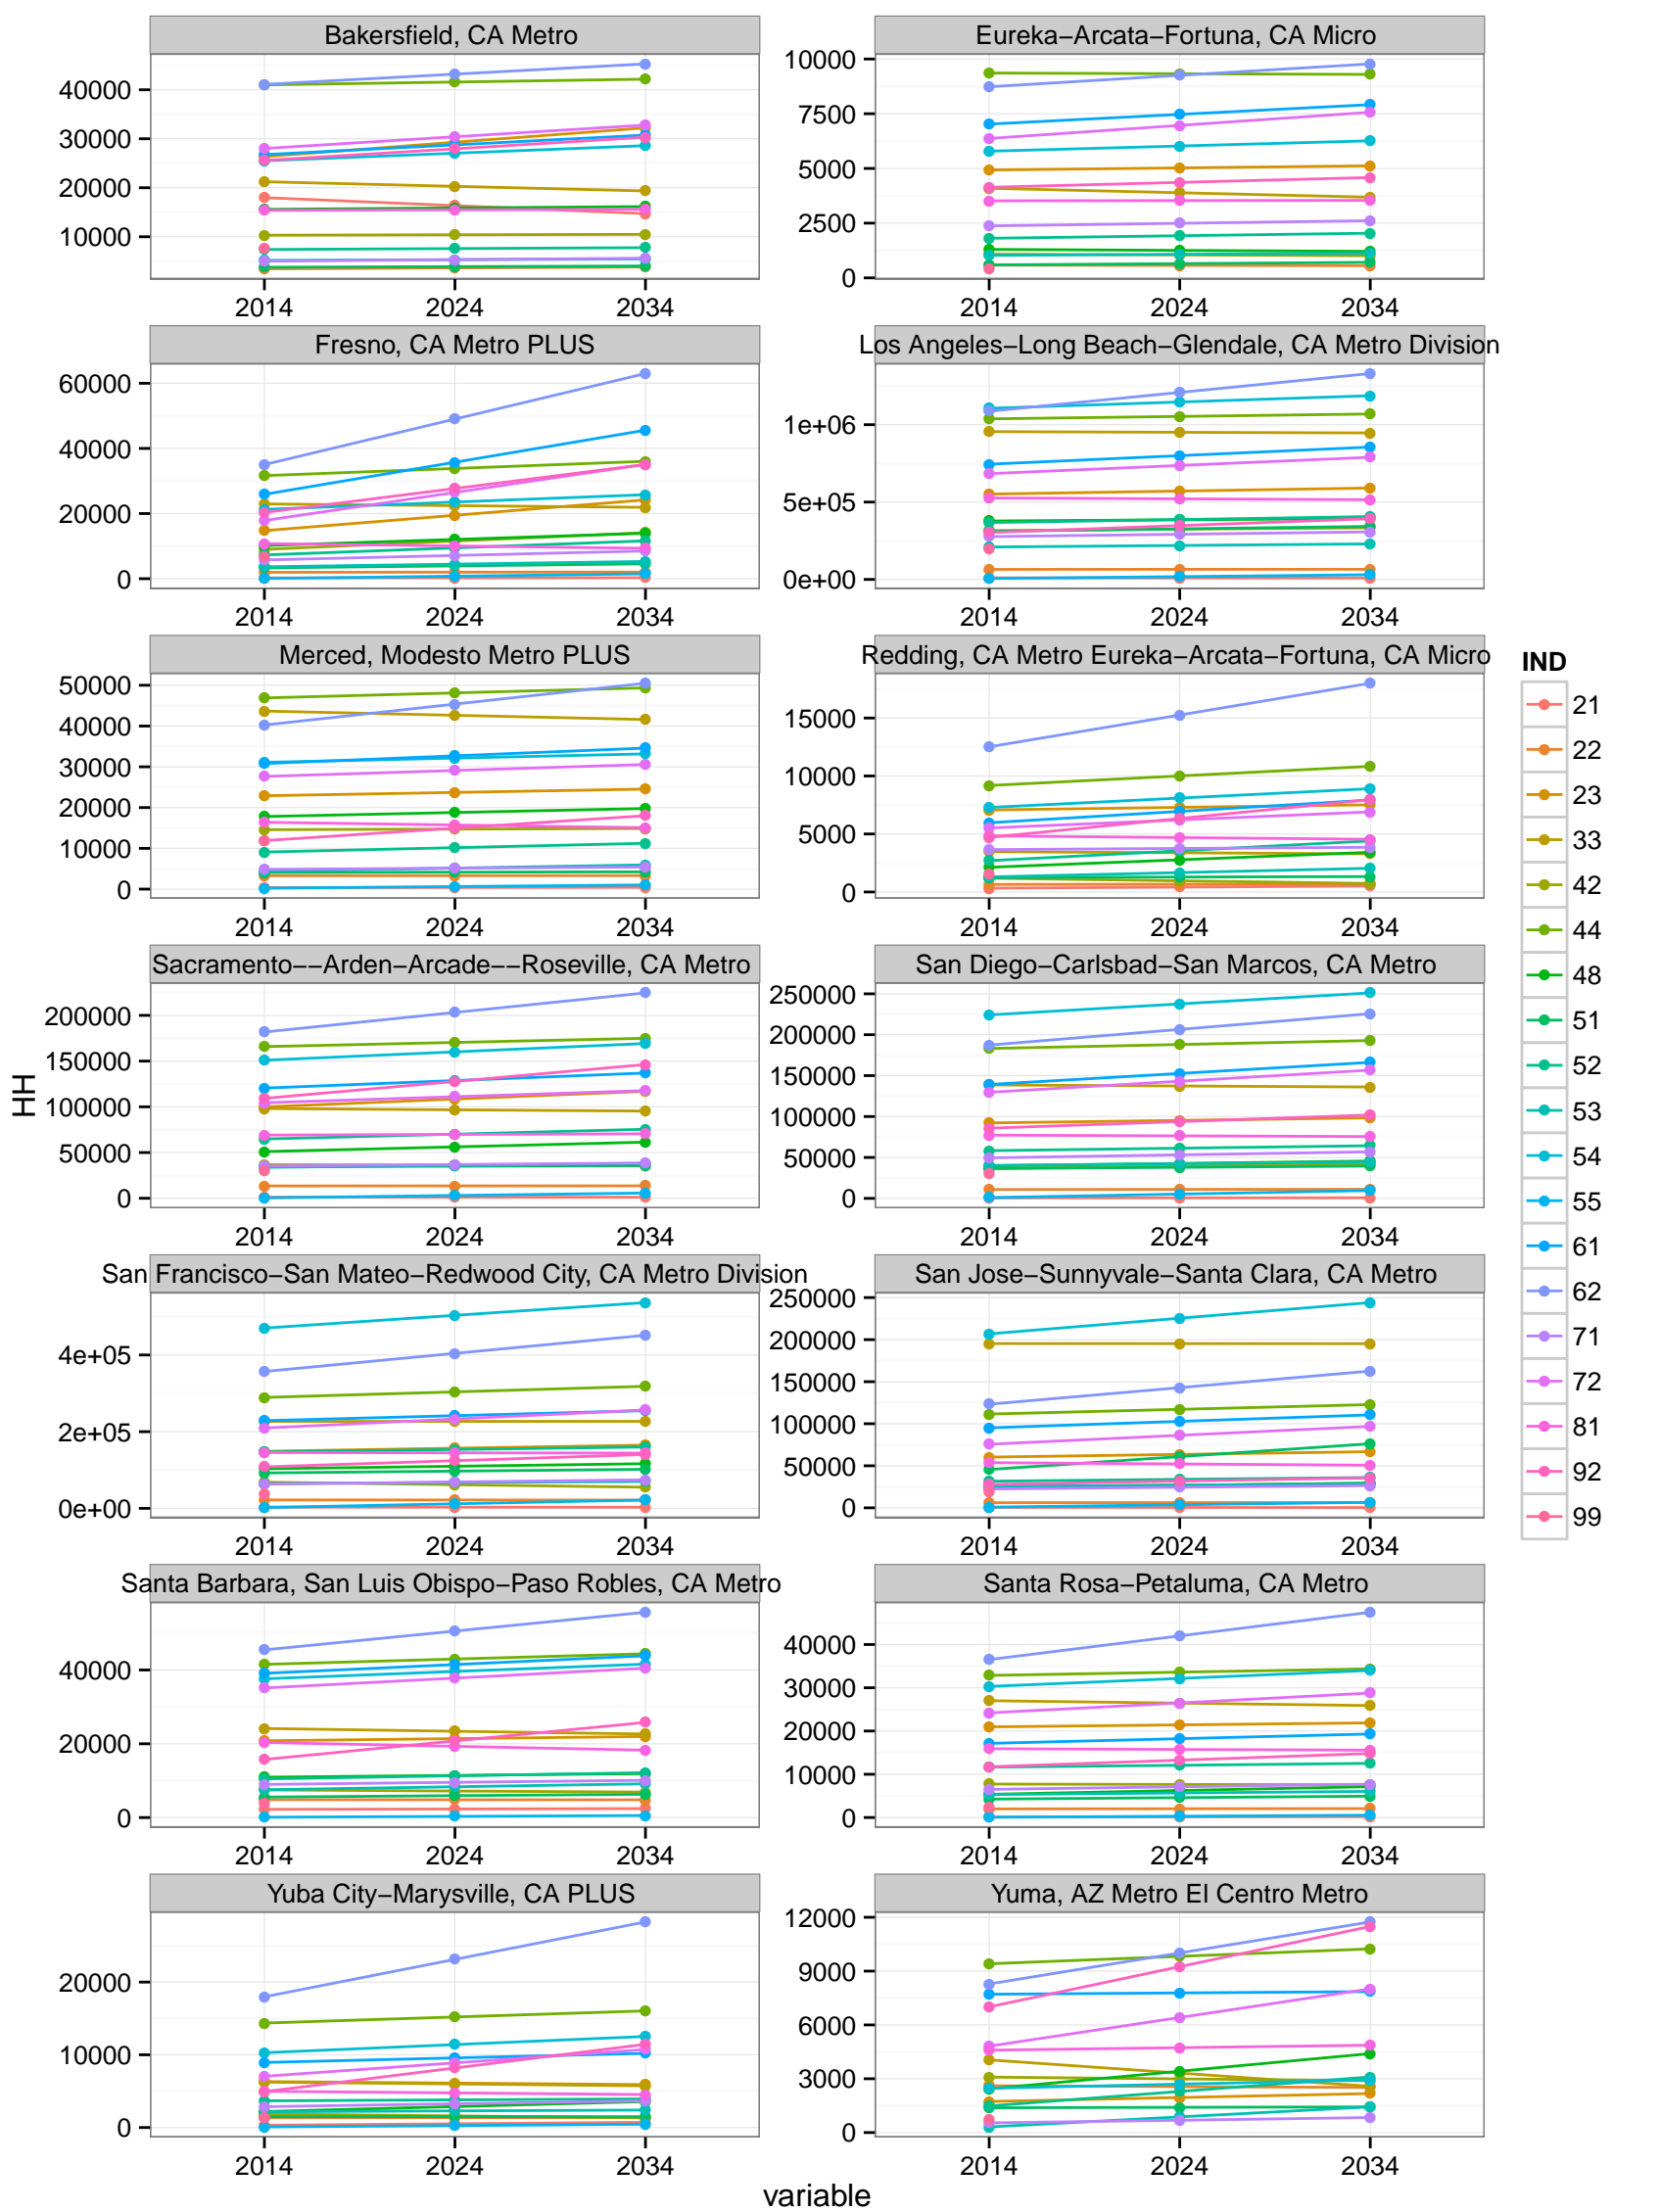 Bakersfield, CA Metro
40000
30000
20000
10000
2014 2024 2034
Eureka−Arcata−Fortuna, CA Micro
10000
7500
5000
2500
0
2014 2024 2034
Fresno, CA Metro PLUS
60000
40000
20000
0
2014 2024 2034
Los Angeles−Long Beach−Glendale, CA Metro Division
1e+06
5e+05
0e+00
2014 2024 2034
Merced, Modesto Metro PLUS
50000
40000
30000
20000
10000
0
2014 2024 2034
Redding, CA Metro Eureka−Arcata−Fortuna, CA Micro
15000
10000
5000
0
2014 2024 2034
Sacramento−−Arden−Arcade−−Roseville, CA Metro
200000
150000
100000
50000
0
2014 2024 2034
San Diego−Carlsbad−San Marcos, CA Metro
250000
200000
150000
100000
50000
0
2014 2024 2034
San Francisco−San Mateo−Redwood City, CA Metro Division
4e+05
2e+05
0e+00
2014 2024 2034
San Jose−Sunnyvale−Santa Clara, CA Metro
250000
200000
150000
100000
50000
0
2014 2024 2034
Santa Barbara, San Luis Obispo−Paso Robles, CA Metro
40000
20000
0
2014 2024 2034
Santa Rosa−Petaluma, CA Metro
40000
30000
20000
10000
0
2014 2024 2034
Yuba City−Marysville, CA PLUS
20000
10000
0
2014 2024 2034
Yuma, AZ Metro El Centro Metro
12000
9000
6000
3000
0
2014 2024 2034
HH
variable
IND
21
22
23
33
42
44
48
51
52
53
54
55
61
62
71
72
81
92
99